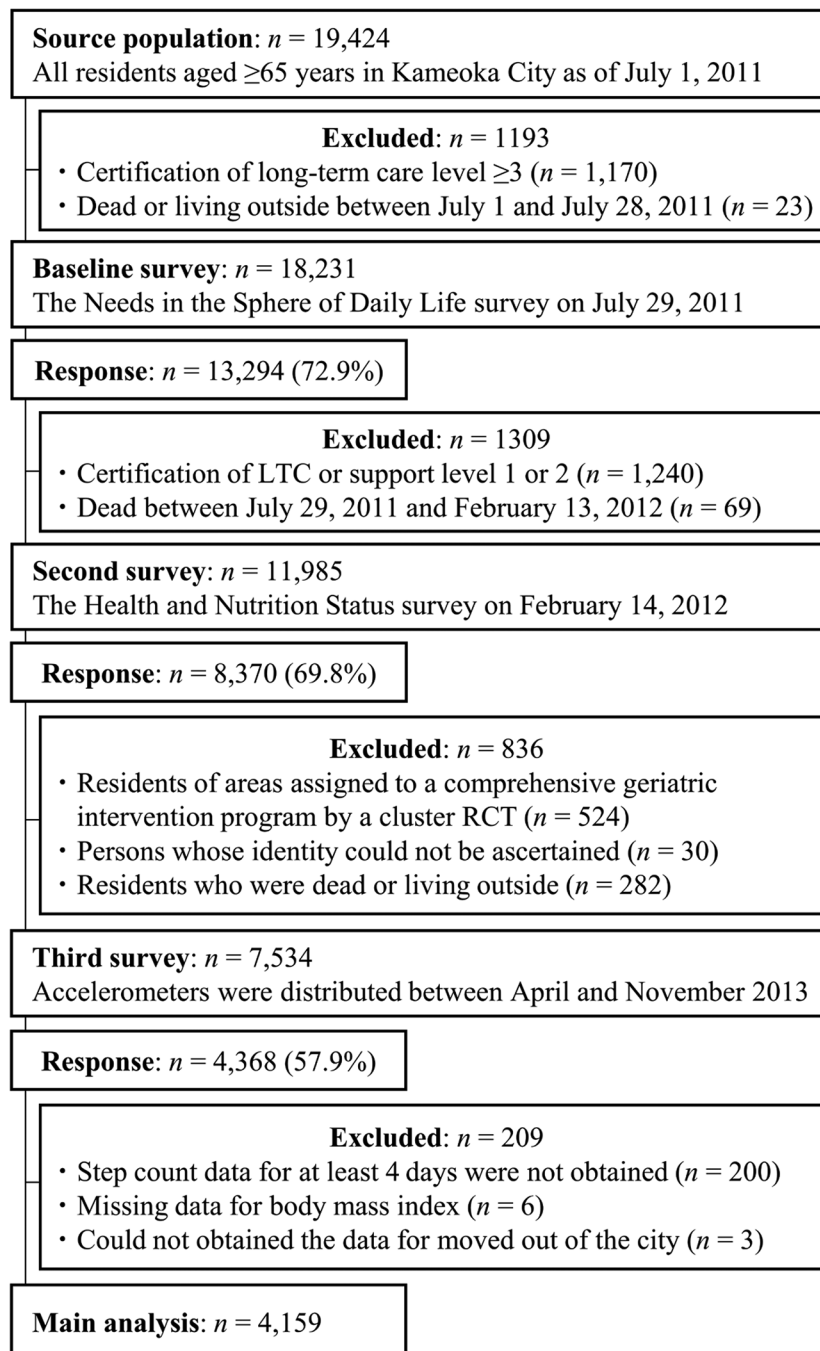 Source population: n = 19,424
All residents aged ≥65 years in Kameoka City as of July 1, 2011
Excluded: n = 1193
・Certification of long-term care level ≥3 (n = 1,170)
・Dead or living outside between July 1 and July 28, 2011 (n = 23)
Baseline survey: n = 18,231
The Needs in the Sphere of Daily Life survey on July 29, 2011
Response: n = 13,294 (72.9%)
Excluded: n = 1309
・Certification of LTC or support level 1 or 2 (n = 1,240)
・Dead between July 29, 2011 and February 13, 2012 (n = 69)
Second survey: n = 11,985
The Health and Nutrition Status survey on February 14, 2012
Response: n = 8,370 (69.8%)
Excluded: n = 836
・Residents of areas assigned to a comprehensive geriatric
intervention program by a cluster RCT (n = 524)
・Persons whose identity could not be ascertained (n = 30)
・Residents who were dead or living outside (n = 282)
Third survey: n = 7,534
Accelerometers were distributed between April and November 2013
Response: n = 4,368 (57.9%)
Excluded: n = 209
・Step count data for at least 4 days were not obtained (n = 200)
・Missing data for body mass index (n = 6)
・Could not obtained the data for moved out of the city (n = 3)
Main analysis: n = 4,159